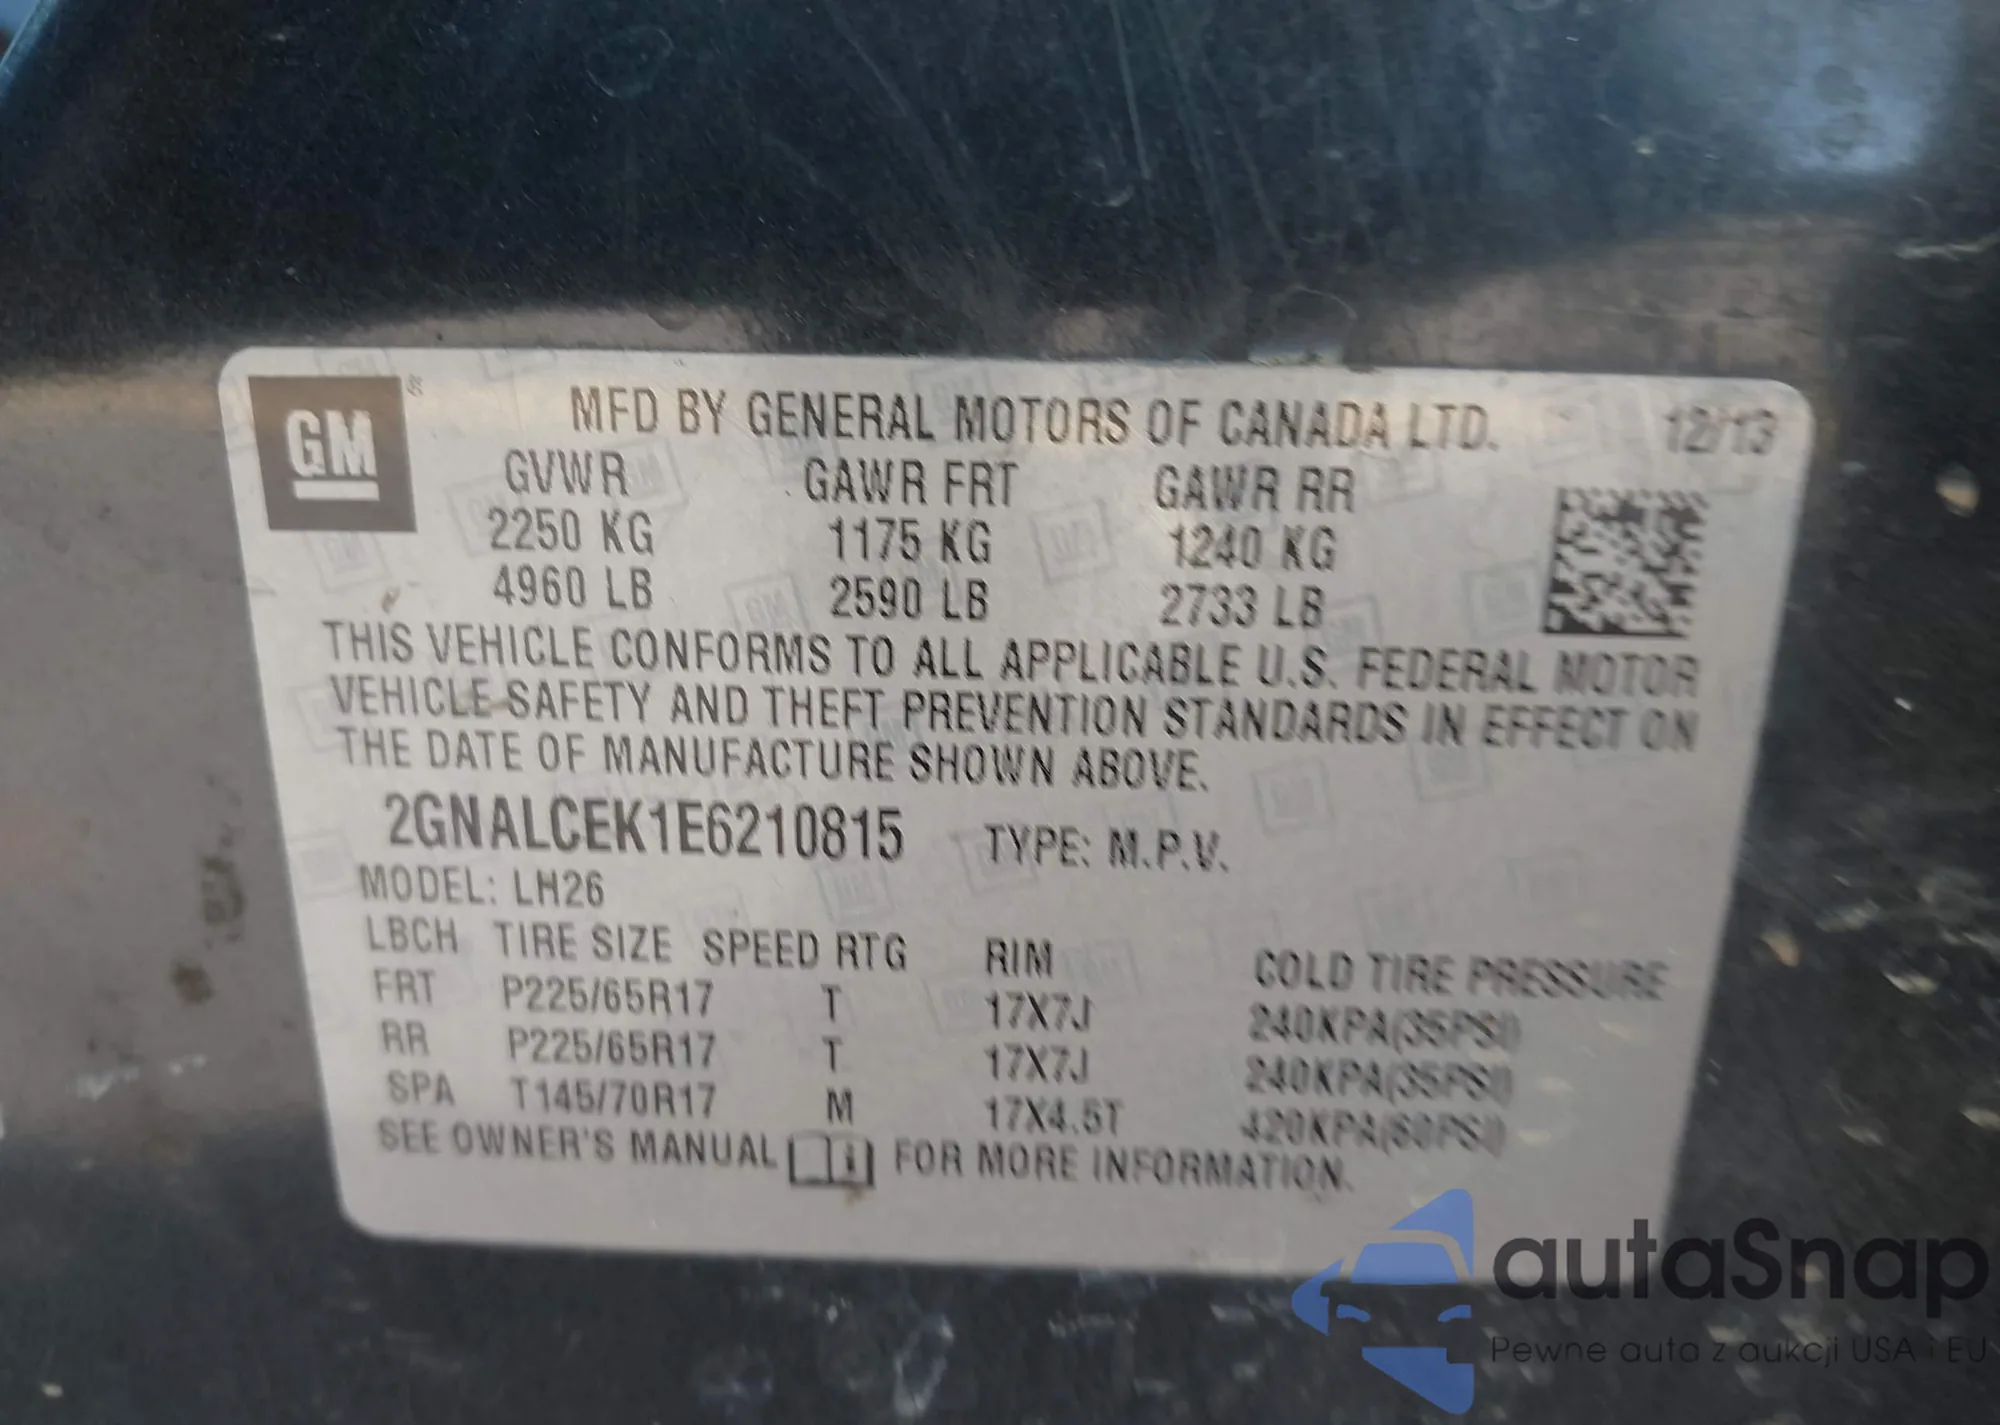 GM
MFD BY GENERAL MOTORS OF CANADA LTD. 12/13
GVWR GAWR FRT GAWR RR
2250 KG 1175 KG 1240 KG
4960 LB 2590 LB 2733 LB
THIS VEHICLE CONFORMS TO ALL APPLICABLE U.S. FEDERAL MOTOR
VEHICLE SAFETY AND THEFT PREVENTION STANDARDS IN EFFECT ON
THE DATE OF MANUFACTURE SHOWN ABOVE.
2GNALCEK1E6210815 TYPE: M.P.V.
MODEL: LH26
LBCH TIRE SIZE SPEED RTG RIM COLD TIRE PRESSURE
FRT P225/65R17 T 17X7J 240KPA(35PSI)
RR P225/65R17 T 17X7J 240KPA(35PSI)
SPA T145/70R17 M 17X4.5T 420KPA(60PSI)
SEE OWNER'S MANUAL FOR MORE INFORMATION.
autaSnap
Pewne auta z aukcji USA i EU